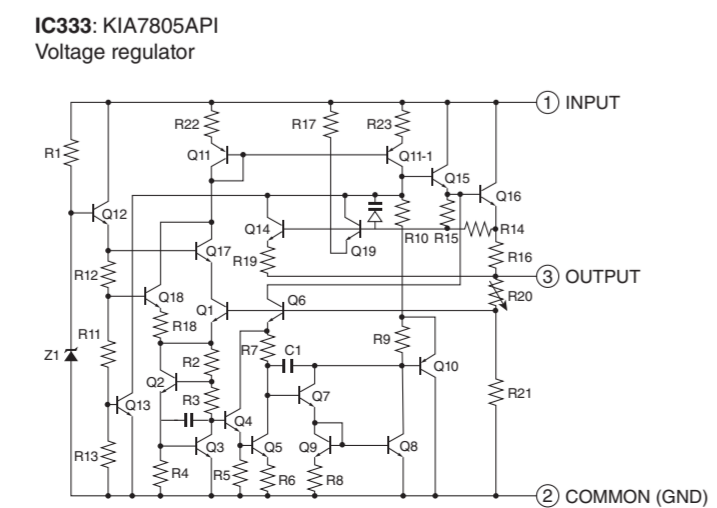 IC333: KIA7805API
Voltage regulator
1 INPUT
R22 R17 R23
R1 Q11 Q11-1
Q15
Q12 Q16
Q14 R10 R15 R14
Q17 Q19
R19 R16
R12 3 OUTPUT
Q18 Q6 R20
Q1
R18
R11 R9
Z1 R2 R7 C1 Q10
Q2
R3 Q7 R21
Q13 Q4
Q3 Q5 Q9 Q8
R13 R4 R5 R6 R8
2 COMMON (GND)